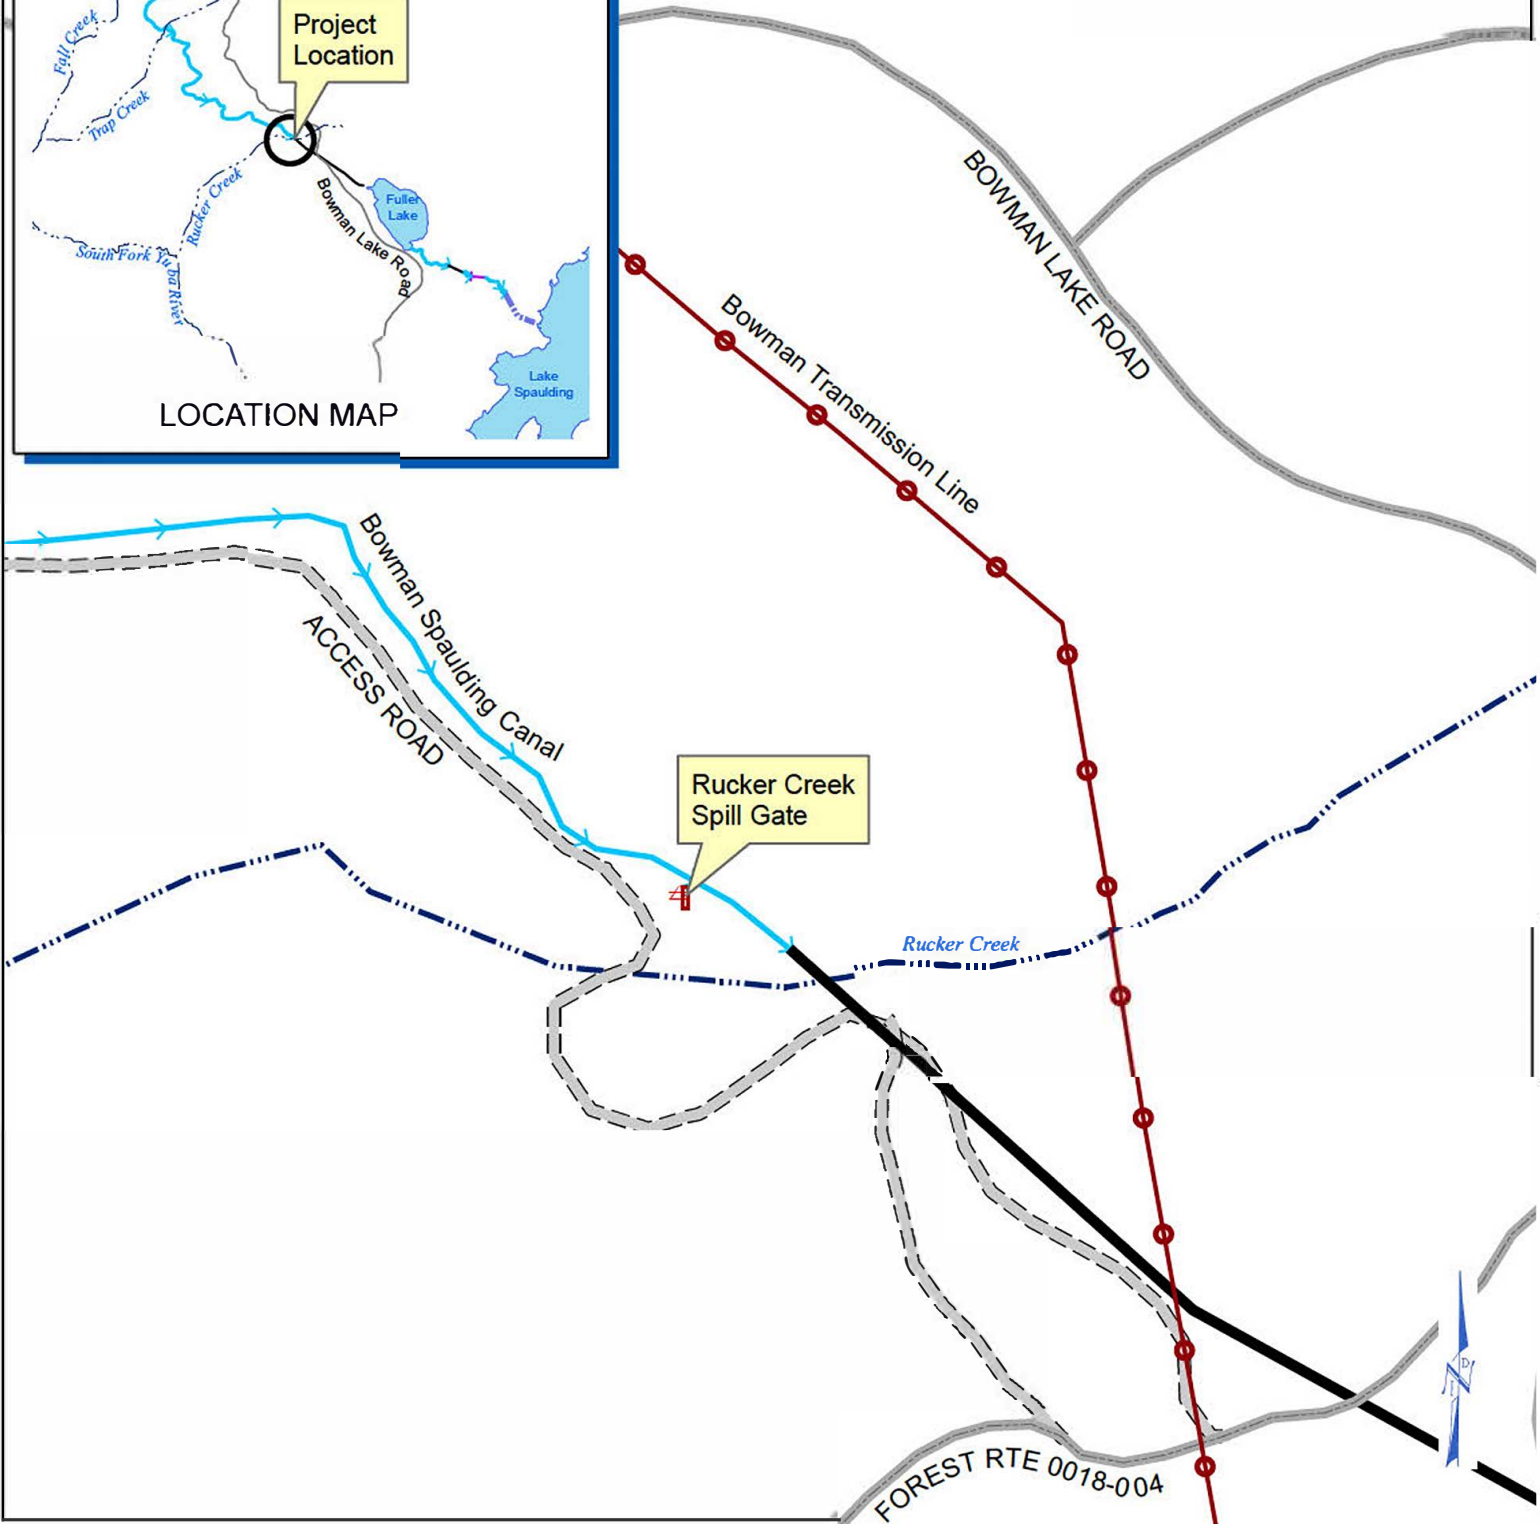 Project
Location
Fall Creek
Trap Creek
Rucker Creek
South Fork Yuba River
Bowman Lake Road
Fuller
Lake
Lake
Spaulding
LOCATION MAP
BOWMAN LAKE ROAD
Bowman Transmission Line
Bowman Spaulding Canal
ACCESS ROAD
Rucker Creek
Spill Gate
Rucker Creek
FOREST RTE 0018-004
N